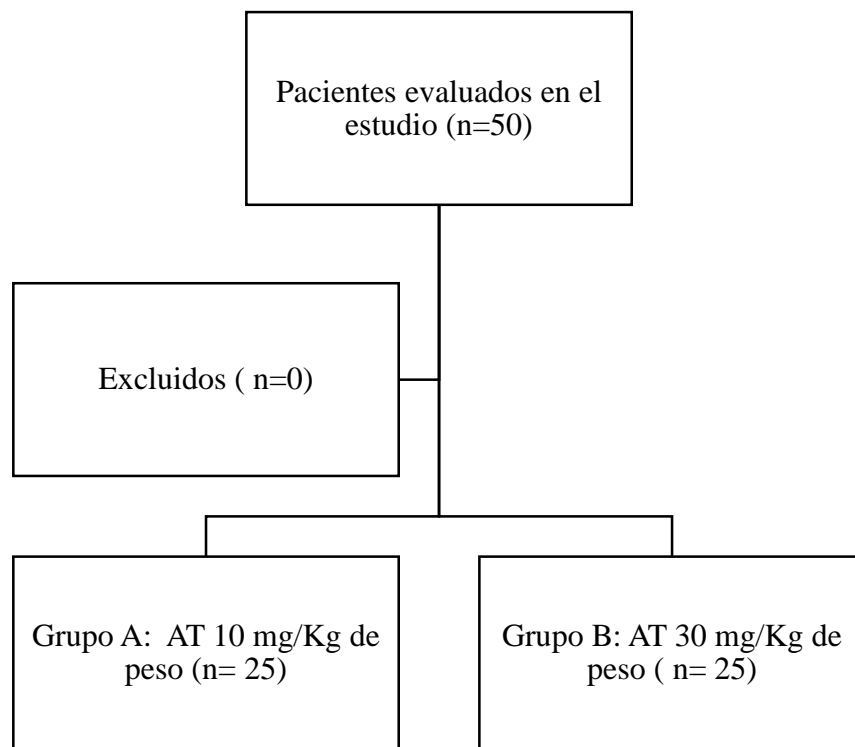 Pacientes evaluados en el
estudio (n=50)
Excluidos ( n=0)
Grupo A:  AT 10 mg/Kg de
peso (n= 25)
Grupo B: AT 30 mg/Kg de
peso ( n= 25)